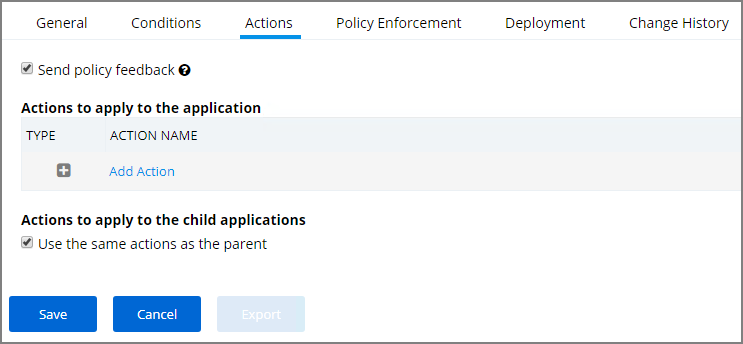 General Conditions Actions Policy Enforcement Deployment Change History
Send policy feedback ?
Actions to apply to the application
TYPE ACTION NAME
Add Action
Actions to apply to the child applications
Use the same actions as the parent
Save Cancel Export